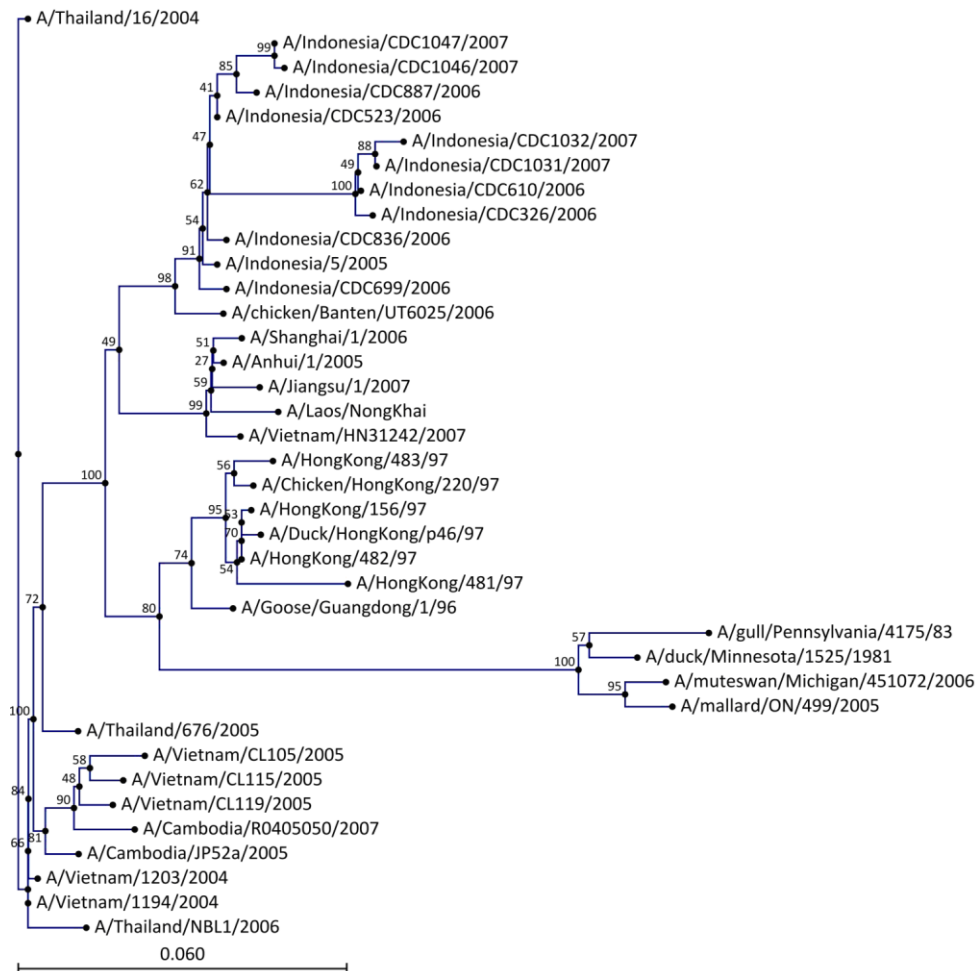 A/Thailand/16/2004
A/Indonesia/CDC1047/2007
99
A/Indonesia/CDC1046/2007
85
A/Indonesia/CDC887/2006
41
A/Indonesia/CDC523/2006
47
A/Indonesia/CDC1032/2007
88
A/Indonesia/CDC1031/2007
49
A/Indonesia/CDC610/2006
62
100
A/Indonesia/CDC326/2006
54
A/Indonesia/CDC836/2006
91
A/Indonesia/5/2005
98
A/Indonesia/CDC699/2006
A/chicken/Banten/UT6025/2006
49
A/Shanghai/1/2006
51
A/Anhui/1/2005
27
A/Jiangsu/1/2007
59
A/Laos/NongKhai
99
A/Vietnam/HN31242/2007
A/HongKong/483/97
56
A/Chicken/HongKong/220/97
100
A/HongKong/156/97
95
53
A/Duck/HongKong/p46/97
70
A/HongKong/482/97
74
54
A/HongKong/481/97
72
80
A/Goose/Guangdong/1/96
A/gull/Pennsylvania/4175/83
57
A/duck/Minnesota/1525/1981
100
A/muteswan/Michigan/451072/2006
95
A/mallard/ON/499/2005
100
A/Thailand/676/2005
A/Vietnam/CL105/2005
58
A/Vietnam/CL115/2005
48
84
A/Vietnam/CL119/2005
90
A/Cambodia/R0405050/2007
81
66
A/Cambodia/JP52a/2005
A/Vietnam/1203/2004
A/Vietnam/1194/2004
A/Thailand/NBL1/2006
0.060